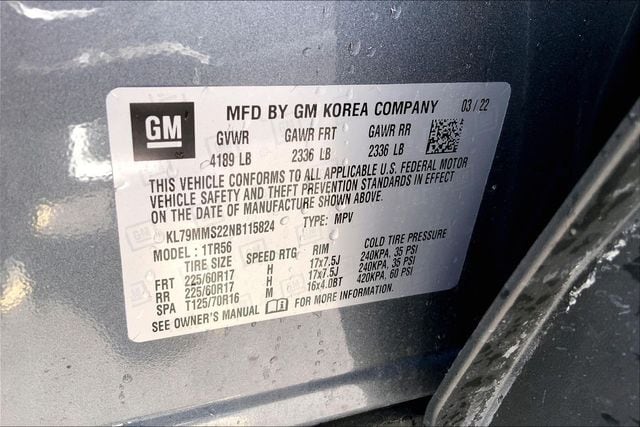 GM
MFD BY GM KOREA COMPANY 03 / 22
GVWR GAWR FRT GAWR RR
4189 LB 2336 LB 2336 LB
THIS VEHICLE CONFORMS TO ALL APPLICABLE U.S. FEDERAL MOTOR
VEHICLE SAFETY AND THEFT PREVENTION STANDARDS IN EFFECT
ON THE DATE OF MANUFACTURE SHOWN ABOVE.
KL79MMS22NB115824 TYPE: MPV
MODEL : 1TR56
TIRE SIZE SPEED RTG RIM COLD TIRE PRESSURE
FRT 225/60R17 H 17x7.5J 240KPA, 35 PSI
RR 225/60R17 H 17x7.5J 240KPA, 35 PSI
SPA T125/70R16 M 16x4.0BT 420KPA, 60 PSI
SEE OWNER'S MANUAL FOR MORE INFORMATION.